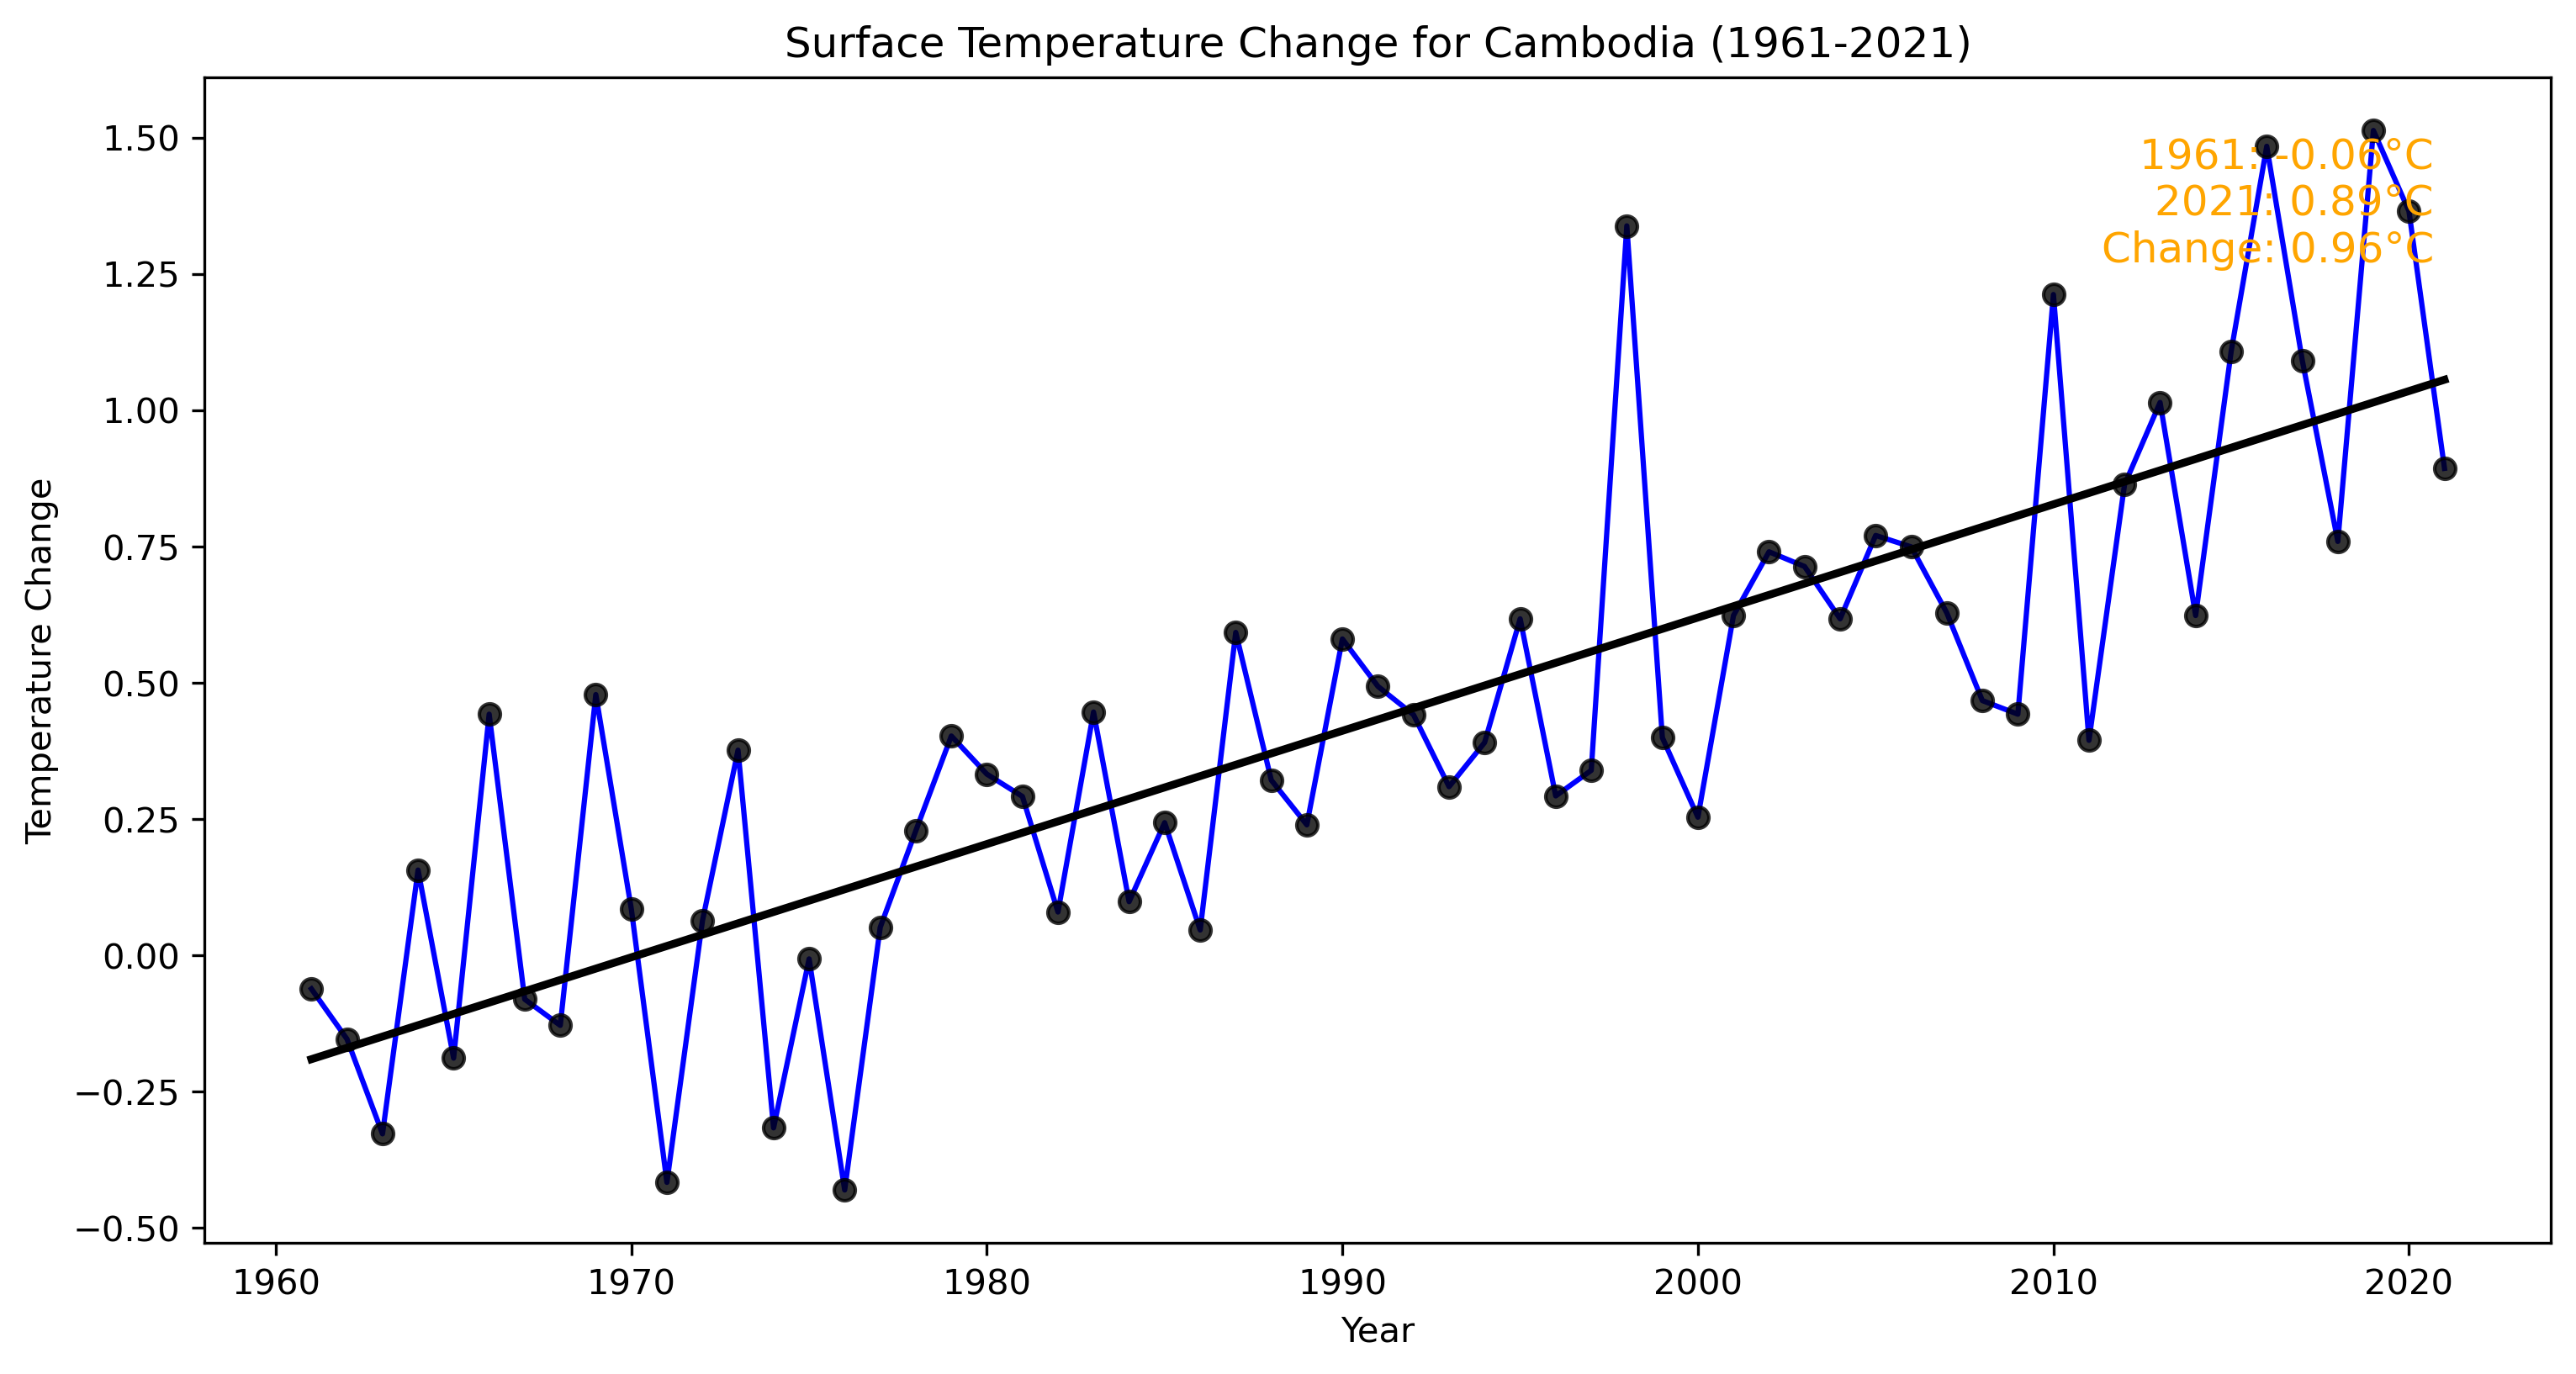 Surface Temperature Change for Cambodia (1961-2021)
Temperature Change
1.50
1.25
1.00
0.75
0.50
0.25
0.00
−0.25
−0.50
1961: -0.06°C
2021: 0.89°C
Change: 0.96°C
1960 1970 1980 1990 2000 2010 2020
Year